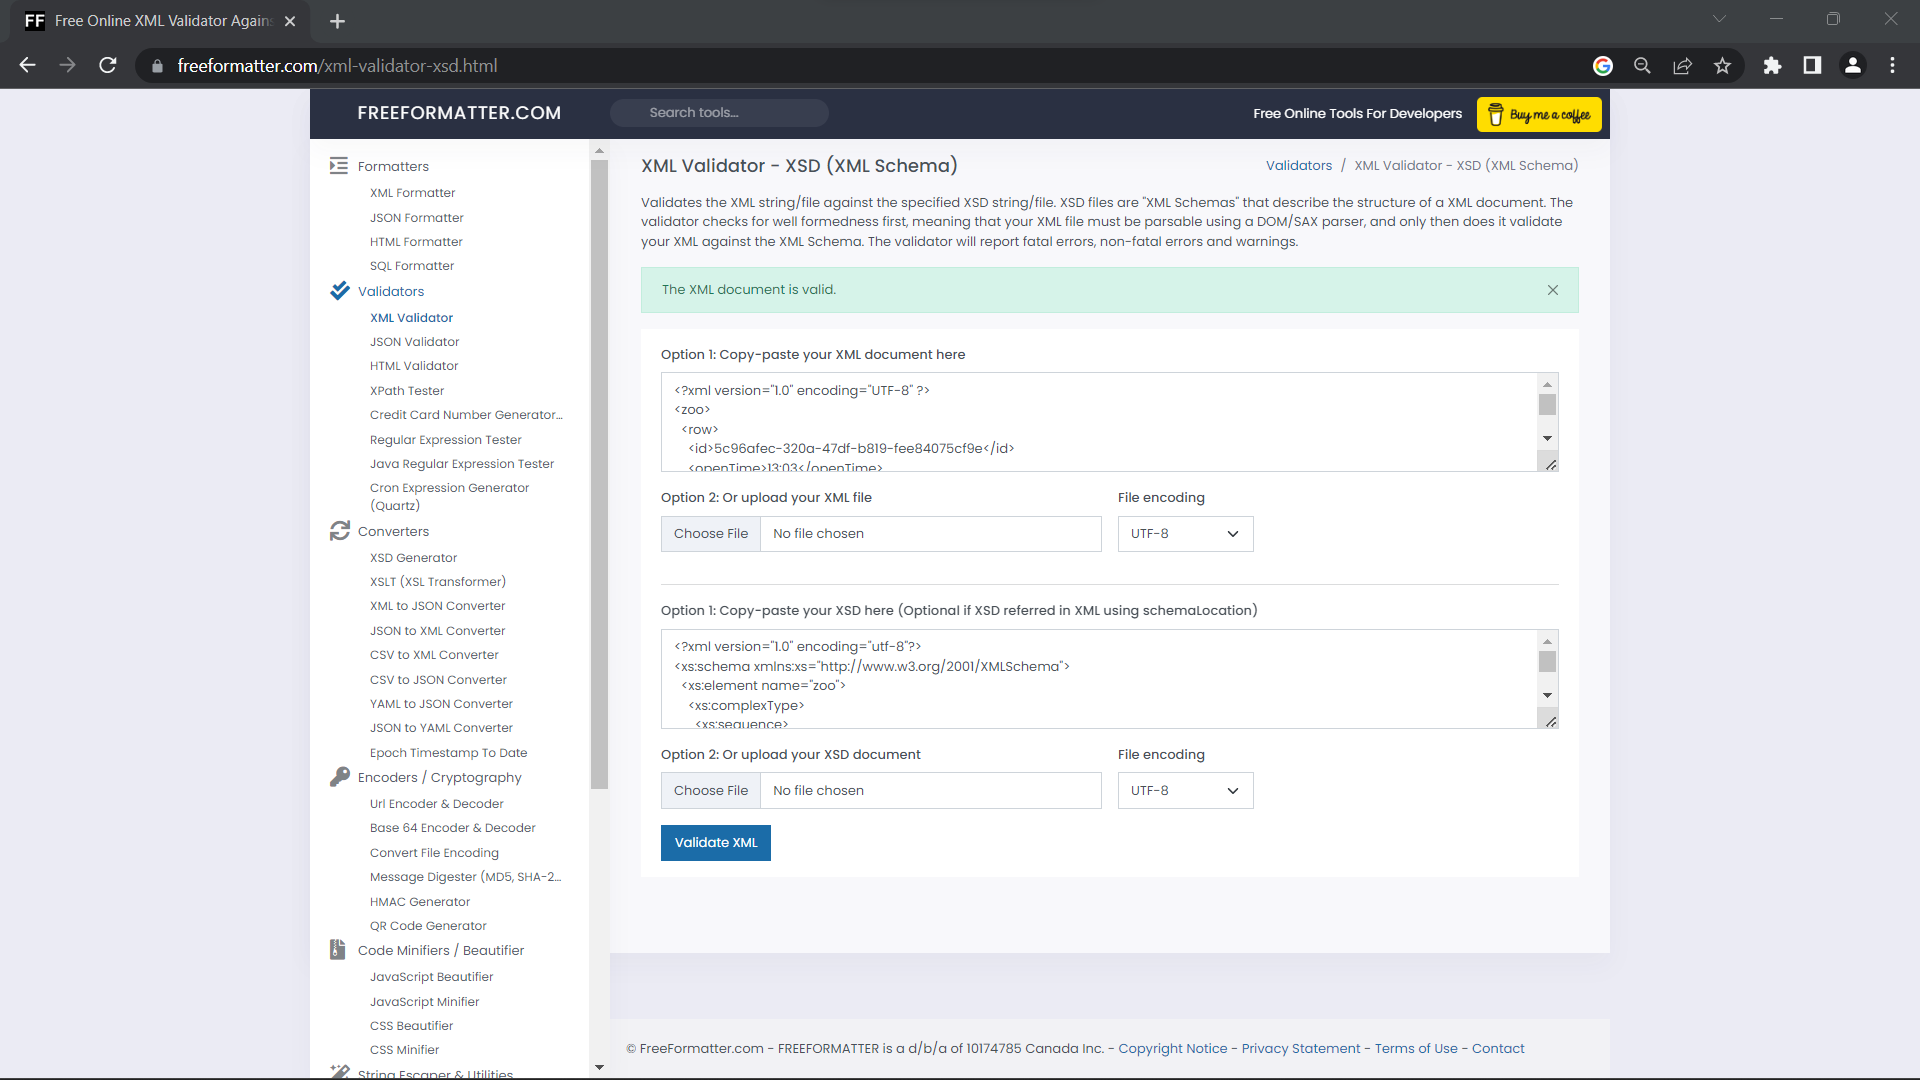 FF Free Online XML Validator Again
freeformatter.com/xml-validator-xsd.html
FREEFORMATTER.COM
Search tools...
Free Online Tools For Developers
Buy me a coffee
Formatters
XML Formatter
JSON Formatter
HTML Formatter
SQL Formatter
Validators
XML Validator
JSON Validator
HTML Validator
XPath Tester
Credit Card Number Generator...
Regular Expression Tester
Java Regular Expression Tester
Cron Expression Generator
(Quartz)
Converters
XSD Generator
XSLT (XSL Transformer)
XML to JSON Converter
JSON to XML Converter
CSV to XML Converter
CSV to JSON Converter
YAML to JSON Converter
JSON to YAML Converter
Epoch Timestamp To Date
Encoders / Cryptography
Url Encoder & Decoder
Base 64 Encoder & Decoder
Convert File Encoding
Message Digester (MD5, SHA-2...
HMAC Generator
QR Code Generator
Code Minifiers / Beautifier
JavaScript Beautifier
JavaScript Minifier
CSS Beautifier
CSS Minifier
String Escaper & Utilities
XML Validator - XSD (XML Schema)
Validators / XML Validator - XSD (XML Schema)
Validates the XML string/file against the specified XSD string/file. XSD files are "XML Schemas" that describe the structure of a XML document. The
validator checks for well formedness first, meaning that your XML file must be parsable using a DOM/SAX parser, and only then does it validate
your XML against the XML Schema. The validator will report fatal errors, non-fatal errors and warnings.
The XML document is valid.
Option 1: Copy-paste your XML document here
<?xml version="1.0" encoding="UTF-8" ?>
<zoo>
<row>
<id>5c96afec-320a-47df-b819-fee84075cf9e</id>
<openTime>13:03</openTime>
Option 2: Or upload your XML file
File encoding
Choose File No file chosen
UTF-8
Option 1: Copy-paste your XSD here (Optional if XSD referred in XML using schemaLocation)
<?xml version="1.0" encoding="utf-8"?>
<xs:schema xmlns:xs="http://www.w3.org/2001/XMLSchema">
<xs:element name="zoo">
<xs:complexType>
<xs:sequence>
Option 2: Or upload your XSD document
File encoding
Choose File No file chosen
UTF-8
Validate XML
© FreeFormatter.com - FREEFORMATTER is a d/b/a of 10174785 Canada Inc. - Copyright Notice - Privacy Statement - Terms of Use - Contact